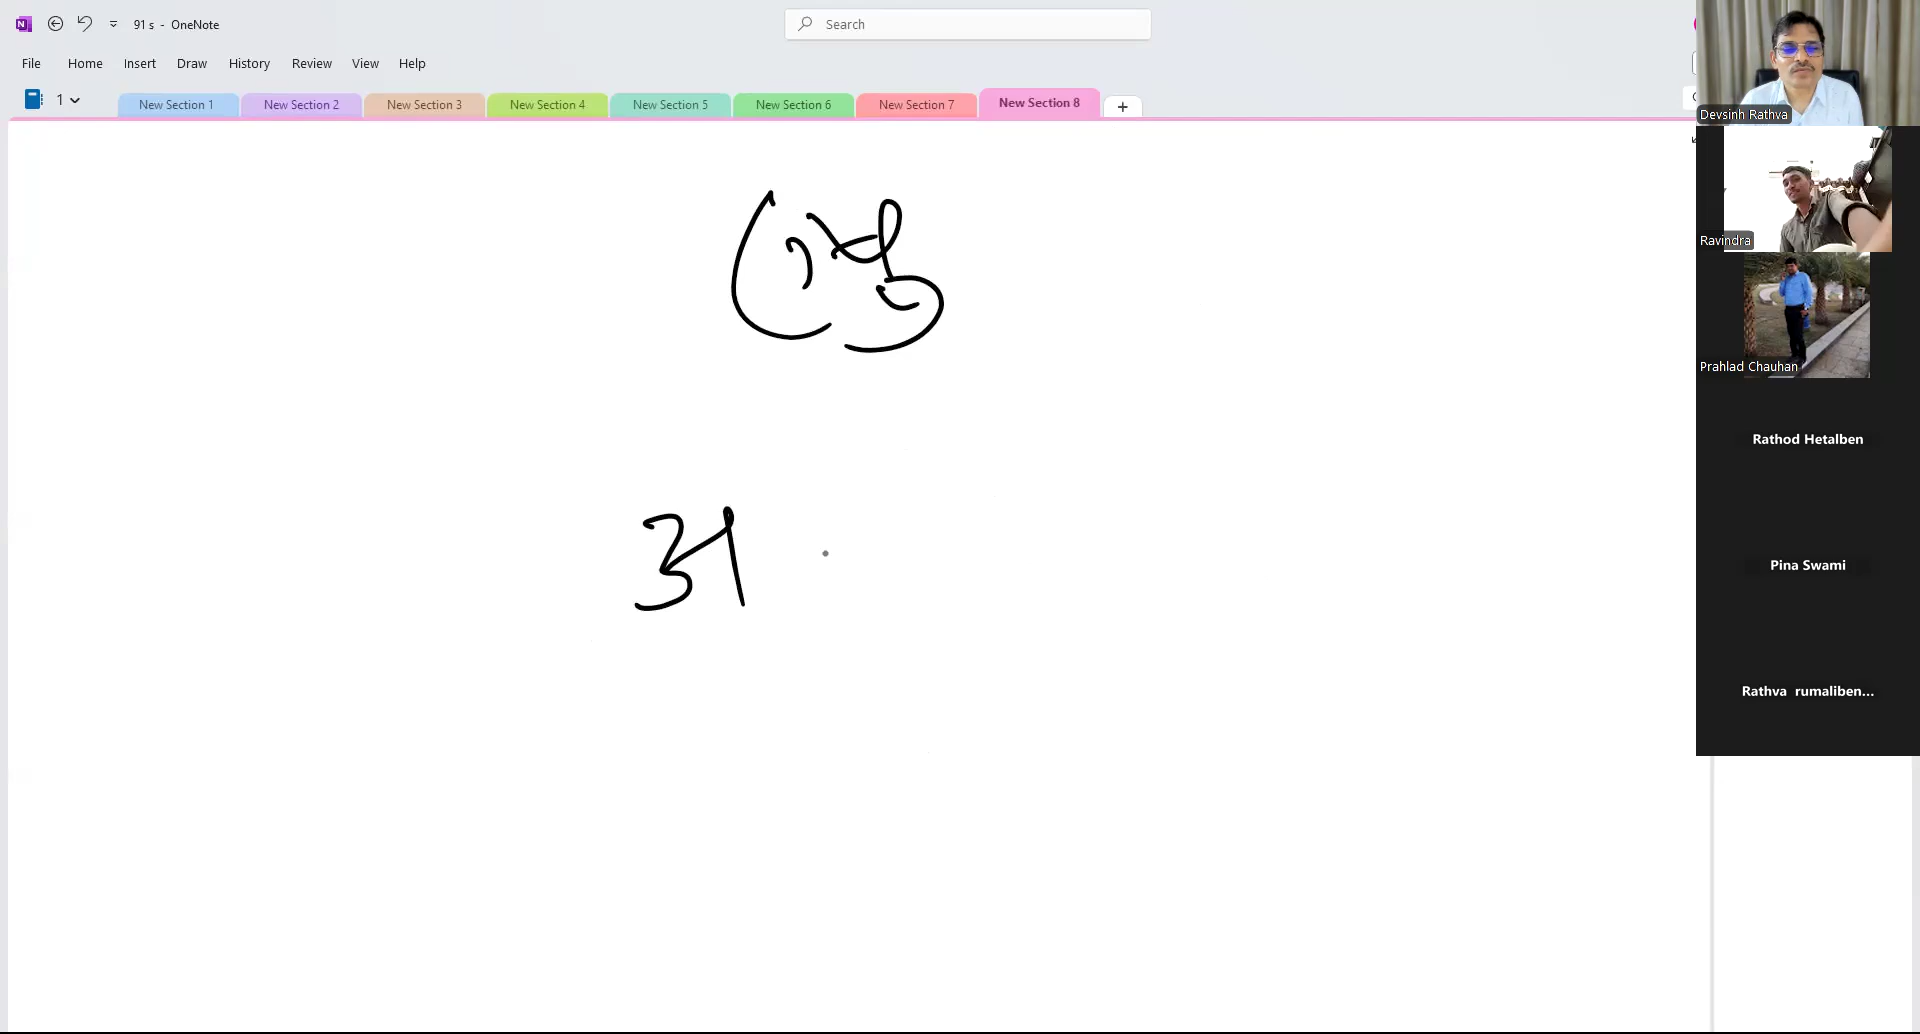 91 s - OneNote
Search
File Home Insert Draw History Review View Help
1 New Section 1 New Section 2 New Section 3 New Section 4 New Section 5 New Section 6 New Section 7 New Section 8 +
Devsinh Rathva
Ravindra
Prahlad Chauhan
Rathod Hetalben
Pina Swami
Rathva rumaliben...